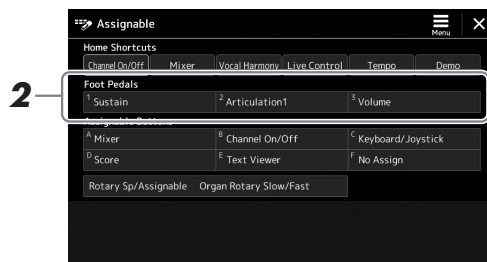 Assignable
Menu
Home Shortcuts
Channel On/Off Mixer Vocal Harmony Live Control Tempo Demo
2
Foot Pedals
1 Sustain 2 Articulation1 3 Volume
Assignable Buttons
A Mixer B Channel On/Off C Keyboard/Joystick
D Score E Text Viewer F No Assign
Rotary Sp/Assignable Organ Rotary Slow/Fast